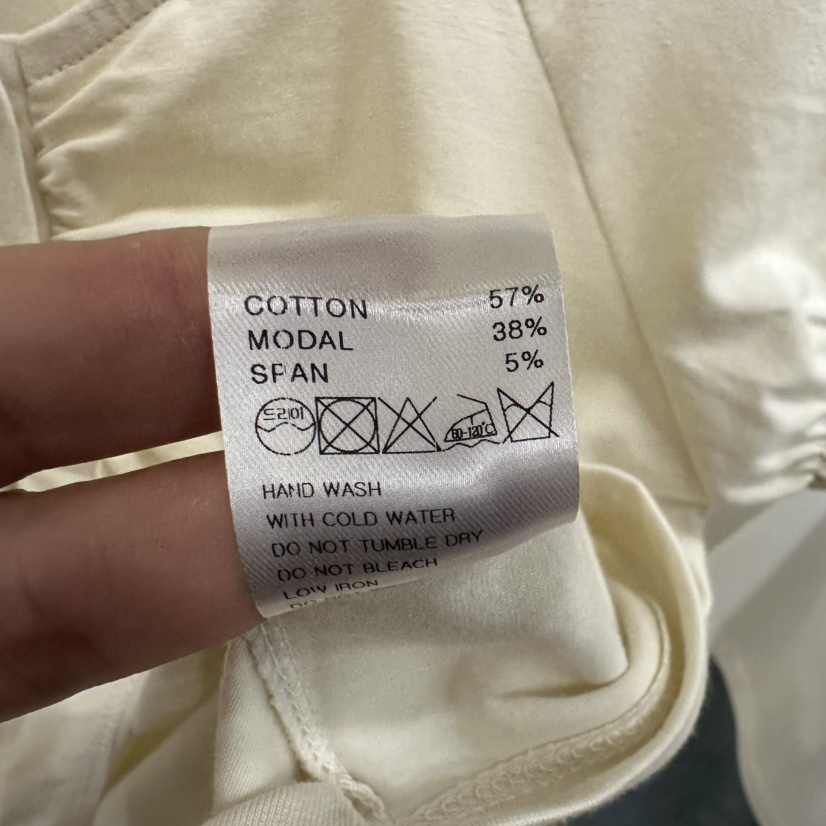 COTTON 57%
MODAL 38%
SPAN 5%
드라이
80-120℃
HAND WASH
WITH COLD WATER
DO NOT TUMBLE DRY
DO NOT BLEACH
LOW IRON